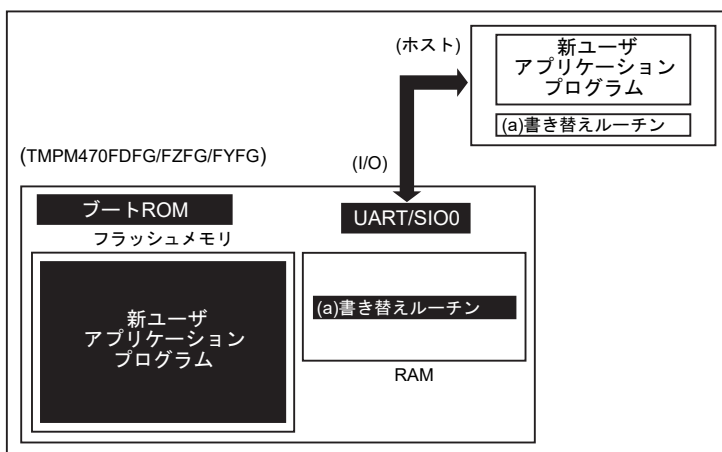 (ホスト)
新ユーザ
アプリケーション
プログラム
(a)書き替えルーチン
(TMPM470FDFG/FZFG/FYFG)
(I/O)
ブートROM
UART/SIO0
フラッシュメモリ
新ユーザ
アプリケーション
プログラム
(a)書き替えルーチン
RAM